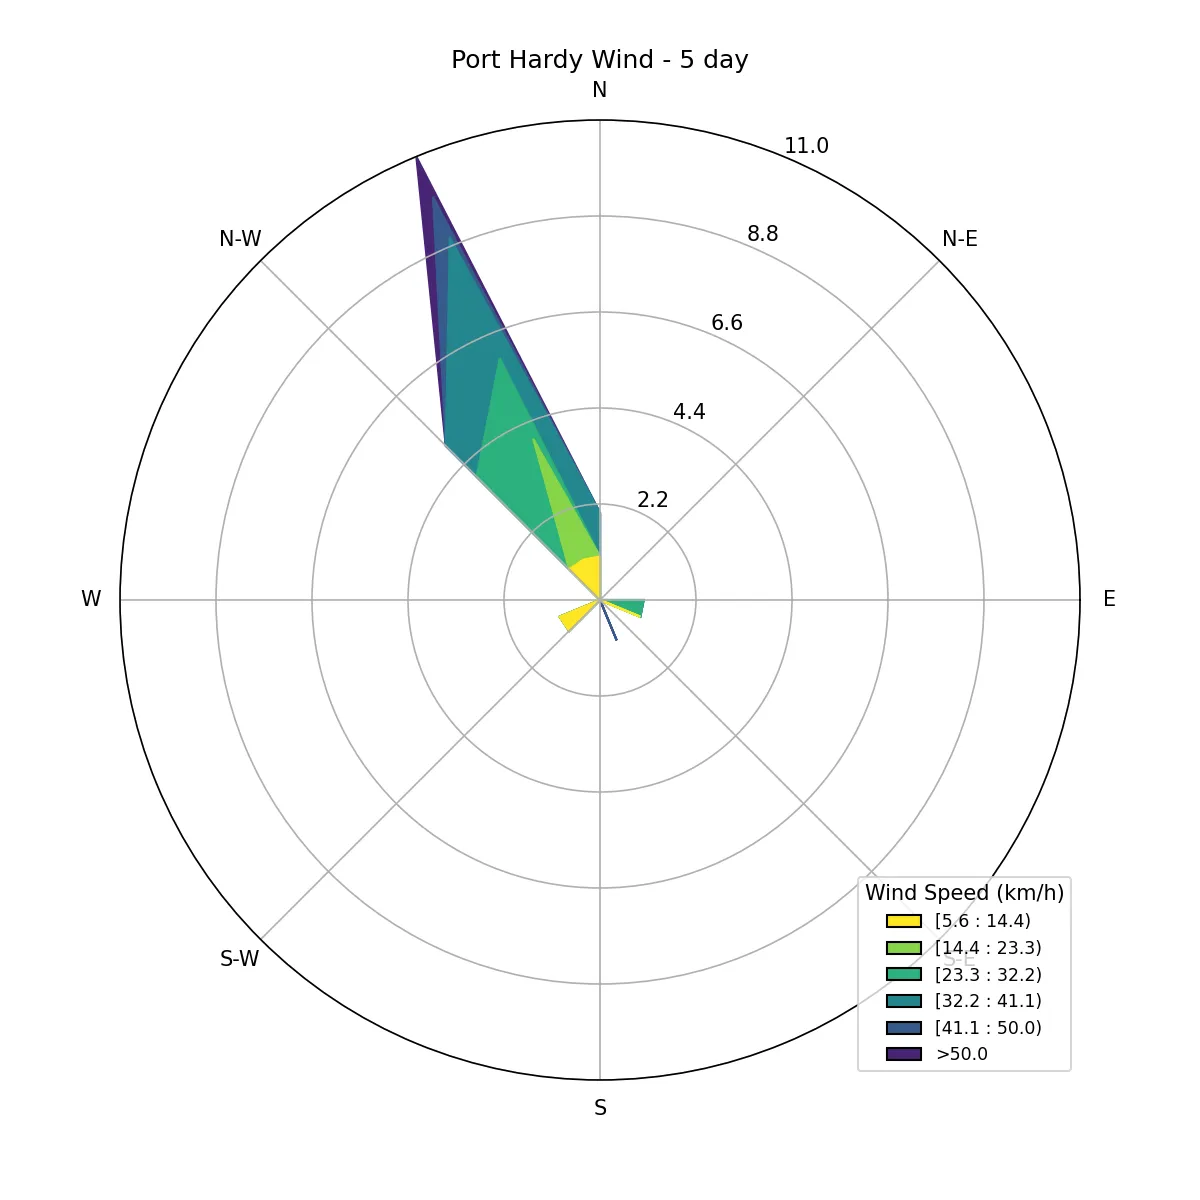 Port Hardy Wind - 5 day
N
11.0
N-W
8.8
N-E
6.6
4.4
2.2
W
E
Wind Speed (km/h)
[5.6 : 14.4)
[14.4 : 23.3)
S-W
S-E
[23.3 : 32.2)
[32.2 : 41.1)
[41.1 : 50.0)
>50.0
S